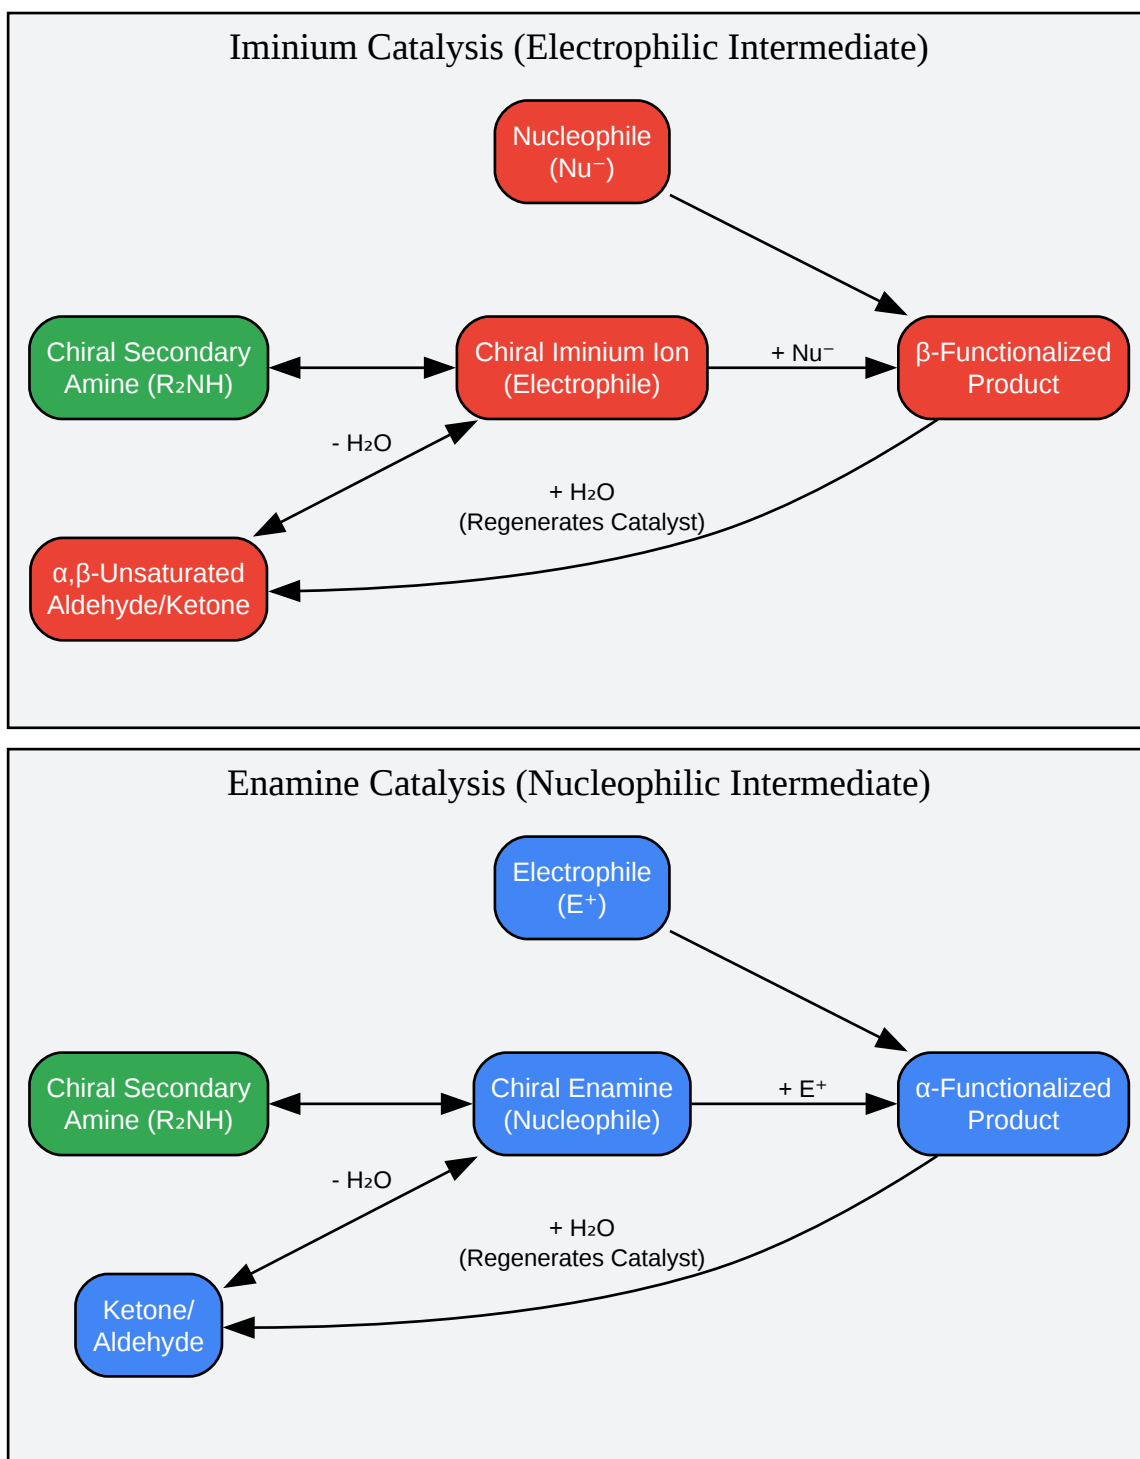 Iminium Catalysis (Electrophilic Intermediate)
Nucleophile
(Nu⁻)
Chiral Secondary
Amine (R₂NH)
Chiral Iminium Ion
(Electrophile)
+ Nu⁻
β-Functionalized
Product
- H₂O
+ H₂O
(Regenerates Catalyst)
α,β-Unsaturated
Aldehyde/Ketone
Enamine Catalysis (Nucleophilic Intermediate)
Electrophile
(E⁺)
Chiral Secondary
Amine (R₂NH)
Chiral Enamine
(Nucleophile)
+ E⁺
α-Functionalized
Product
- H₂O
+ H₂O
(Regenerates Catalyst)
Ketone/
Aldehyde